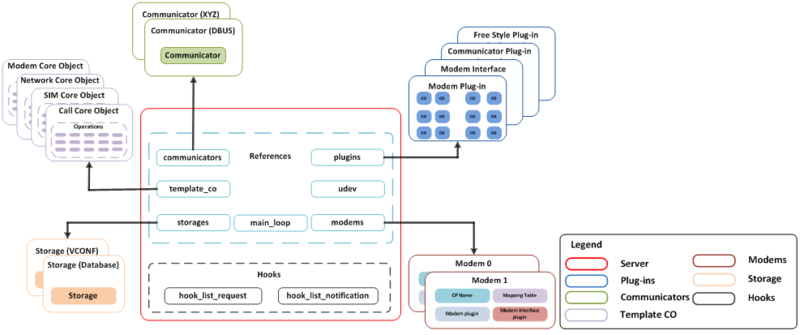 Communicator (XYZ)
Communicator (DBUS)
Communicator
Free Style Plug-in
Communicator Plug-in
Modem Interface
Modem Plug-in
CO CO CO CO
CO CO CO CO
CO CO CO CO
Modem Core Object
Network Core Object
SIM Core Object
Call Core Object
Operations
communicators
References
plugins
template_co
udev
storages
main_loop
modems
Hooks
hook_list_request
hook_list_notification
Storage (VCONF)
Storage (Database)
Storage
Modem 0
Modem 1
CP Name
Mapping Table
Modem plugin
Modem Interface
plugin
Legend
Server
Plug-ins
Communicators
Template CO
Modems
Storage
Hooks